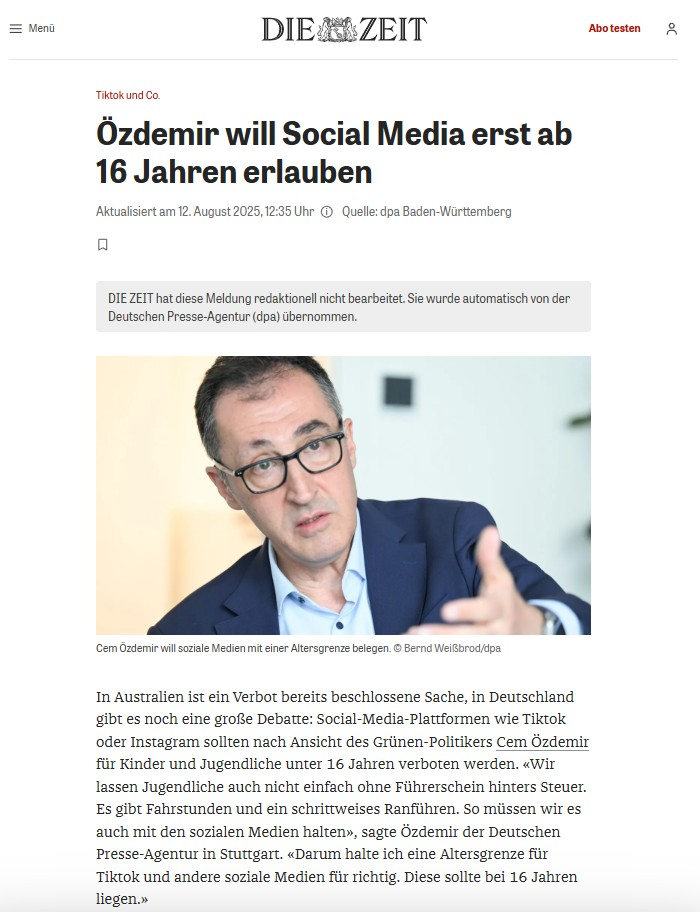 Menü
DIE ZEIT
Abo testen
Tiktok und Co.
Özdemir will Social Media erst ab
16 Jahren erlauben
Aktualisiert am 12. August 2025, 12:35 Uhr Quelle: dpa Baden-Württemberg
DIE ZEIT hat diese Meldung redaktionell nicht bearbeitet. Sie wurde automatisch von der
Deutschen Presse-Agentur (dpa) übernommen.
Cem Özdemir will soziale Medien mit einer Altersgrenze belegen. © Bernd Weißbrod/dpa
In Australien ist ein Verbot bereits beschlossene Sache, in Deutschland
gibt es noch eine große Debatte: Social-Media-Plattformen wie Tiktok
oder Instagram sollten nach Ansicht des Grünen-Politikers Cem Özdemir
für Kinder und Jugendliche unter 16 Jahren verboten werden. «Wir
lassen Jugendliche auch nicht einfach ohne Führerschein hinters Steuer.
Es gibt Fahrstunden und ein schrittweises Ranführen. So müssen wir es
auch mit den sozialen Medien halten», sagte Özdemir der Deutschen
Presse-Agentur in Stuttgart. «Darum halte ich eine Altersgrenze für
Tiktok und andere soziale Medien für richtig. Diese sollte bei 16 Jahren
liegen.»